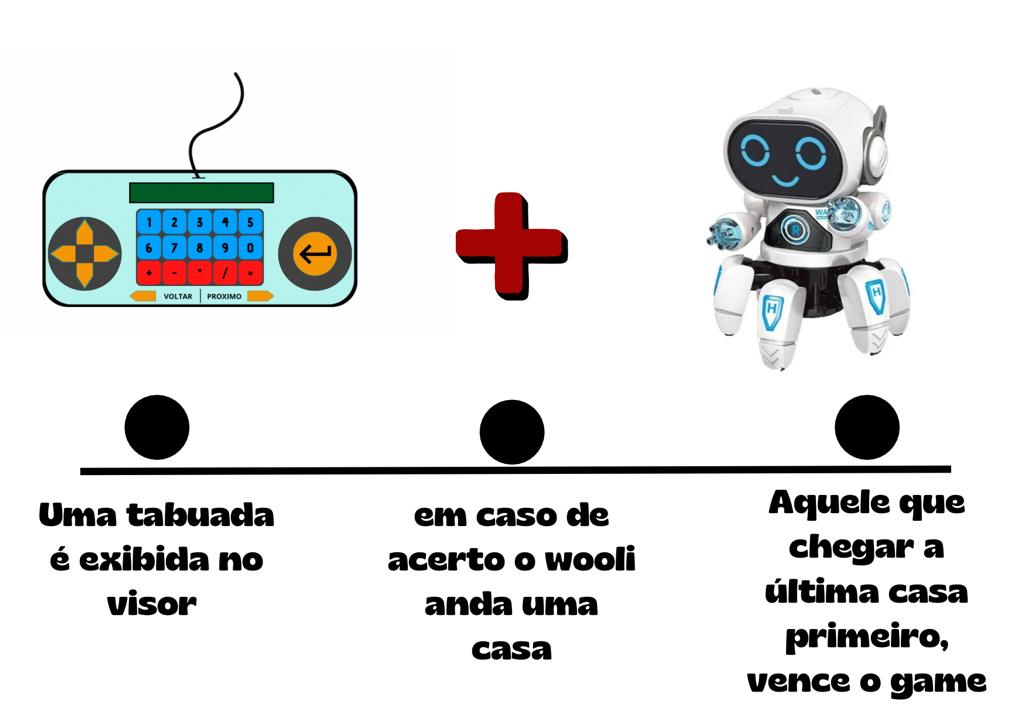 1 2 3 4 5
6 7 8 9 0
+ - * / =
VOLTAR PROXIMO
R
H
H
Uma tabuada
é exibida no
visor
em caso de
acerto o wooli
anda uma
casa
Aquele que
chegar a
última casa
primeiro,
vence o game